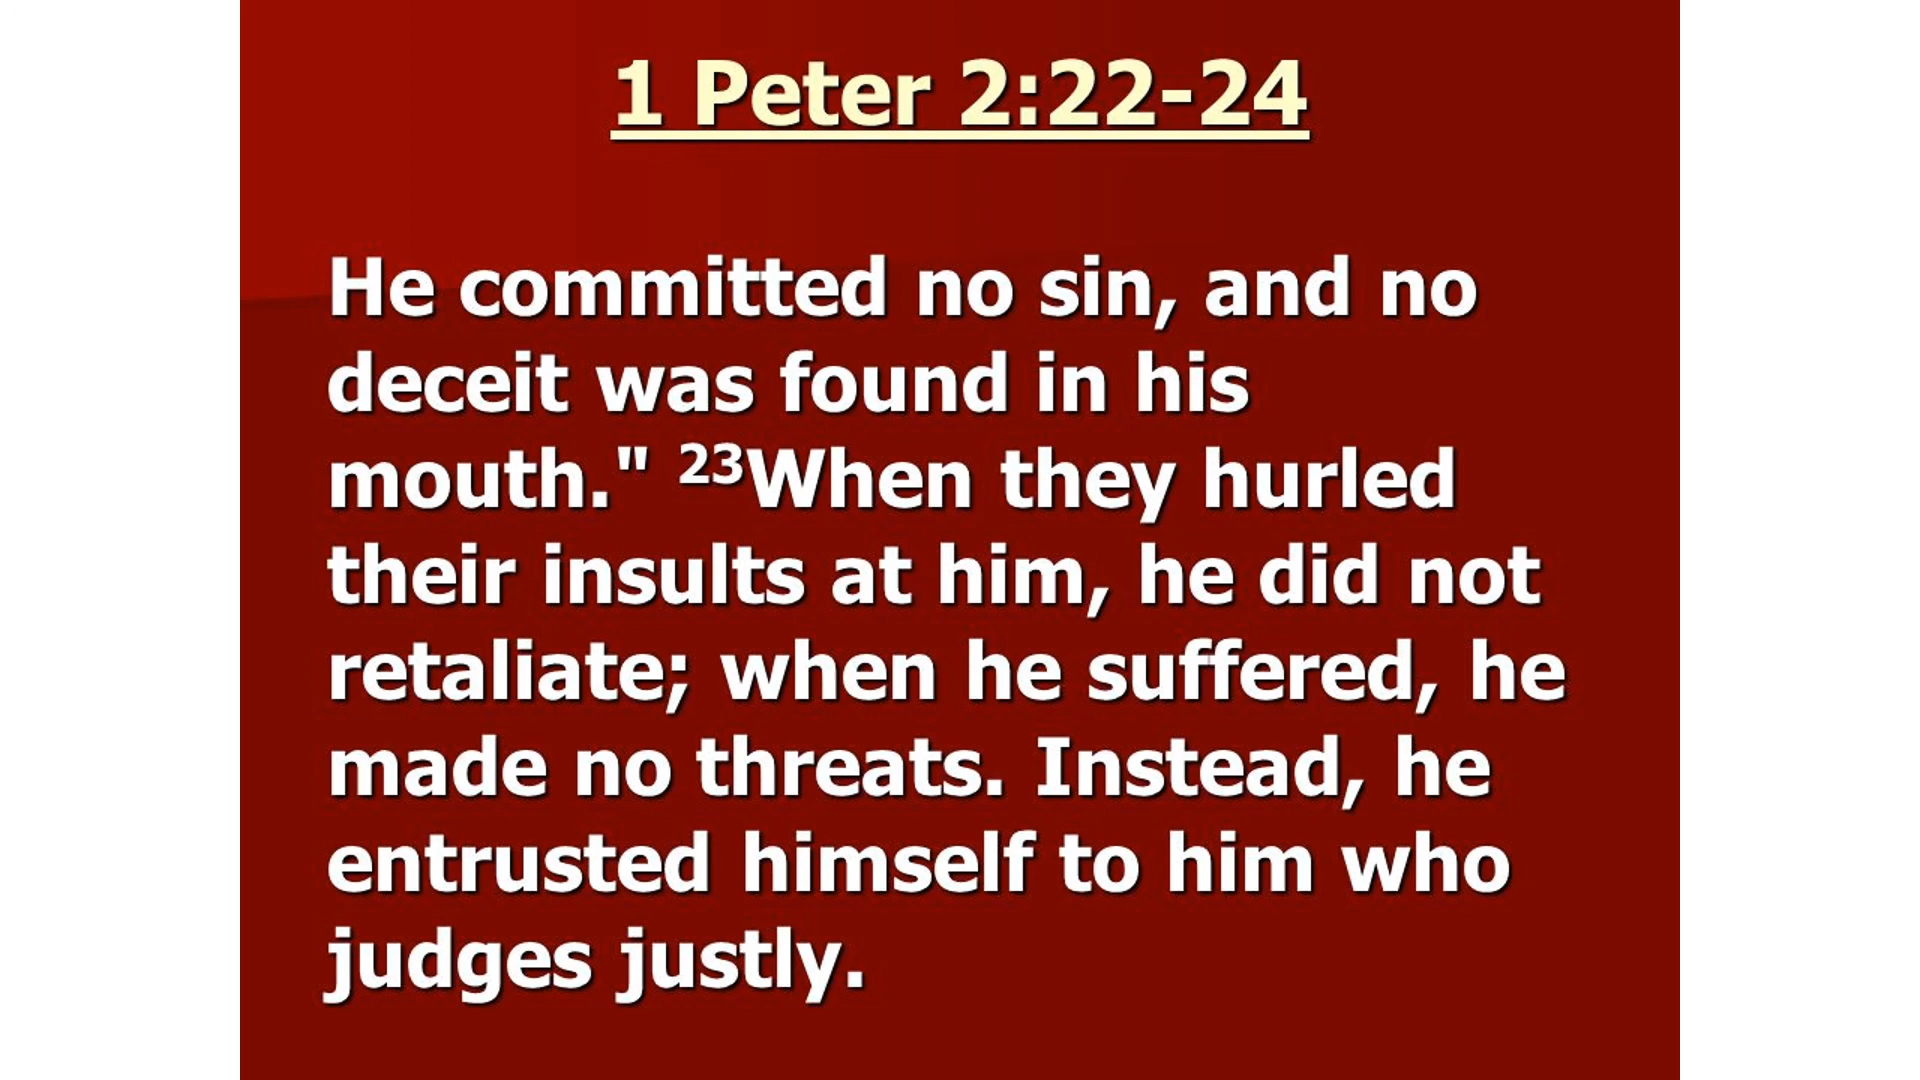 1 Peter 2:22-24
He committed no sin, and no
deceit was found in his
mouth." 23When they hurled
their insults at him, he did not
retaliate; when he suffered, he
made no threats. Instead, he
entrusted himself to him who
judges justly.